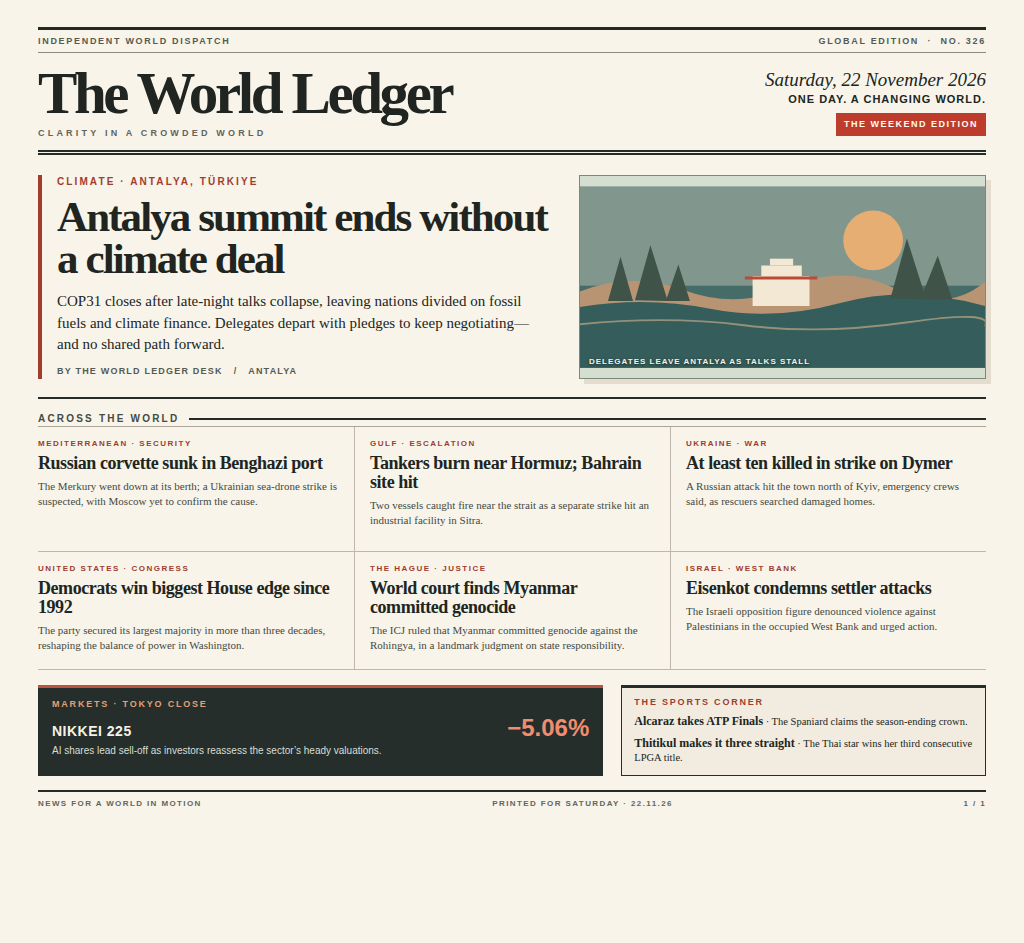 INDEPENDENT WORLD DISPATCH
GLOBAL EDITION · NO. 326
The World Ledger
CLARITY IN A CROWDED WORLD
Saturday, 22 November 2026
ONE DAY. A CHANGING WORLD.
THE WEEKEND EDITION
CLIMATE · ANTALYA, TÜRKIYE
Antalya summit ends without
a climate deal
COP31 closes after late-night talks collapse, leaving nations divided on fossil
fuels and climate finance. Delegates depart with pledges to keep negotiating—
and no shared path forward.
BY THE WORLD LEDGER DESK / ANTALYA
DELEGATES LEAVE ANTALYA AS TALKS STALL
ACROSS THE WORLD
MEDITERRANEAN · SECURITY
Russian corvette sunk in Benghazi port
The Merkury went down at its berth; a Ukrainian sea-drone strike is
suspected, with Moscow yet to confirm the cause.
GULF · ESCALATION
Tankers burn near Hormuz; Bahrain
site hit
Two vessels caught fire near the strait as a separate strike hit an
industrial facility in Sitra.
UKRAINE · WAR
At least ten killed in strike on Dymer
A Russian attack hit the town north of Kyiv, emergency crews
said, as rescuers searched damaged homes.
UNITED STATES · CONGRESS
Democrats win biggest House edge since
1992
The party secured its largest majority in more than three decades,
reshaping the balance of power in Washington.
THE HAGUE · JUSTICE
World court finds Myanmar
committed genocide
The ICJ ruled that Myanmar committed genocide against the
Rohingya, in a landmark judgment on state responsibility.
ISRAEL · WEST BANK
Eisenkot condemns settler attacks
The Israeli opposition figure denounced violence against
Palestinians in the occupied West Bank and urged action.
MARKETS · TOKYO CLOSE
NIKKEI 225
−5.06%
AI shares lead sell-off as investors reassess the sector’s heady valuations.
THE SPORTS CORNER
Alcaraz takes ATP Finals · The Spaniard claims the season-ending crown.
Thitikul makes it three straight · The Thai star wins her third consecutive
LPGA title.
NEWS FOR A WORLD IN MOTION
PRINTED FOR SATURDAY · 22.11.26
1 / 1